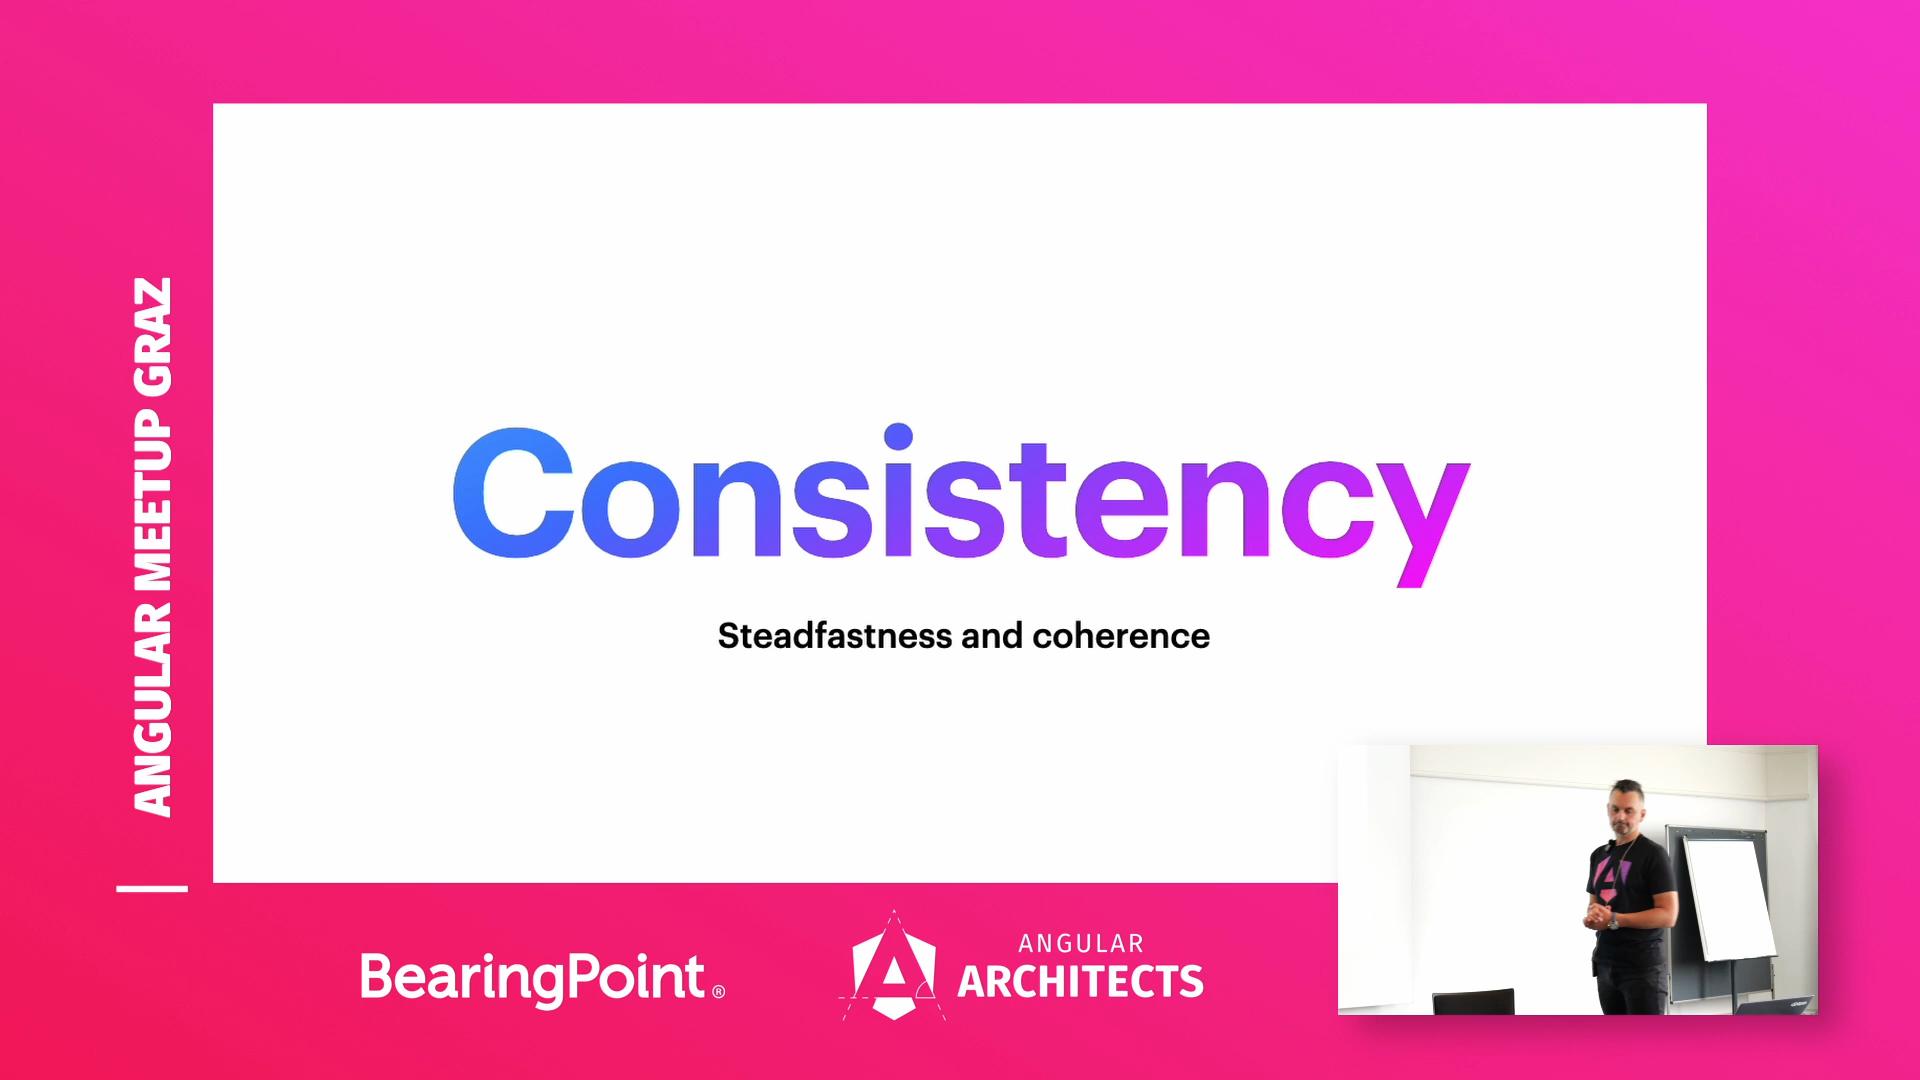 ANGULAR MEETUP GRAZ
Consistency
Steadfastness and coherence
BearingPoint®
ANGULAR
ARCHITECTS